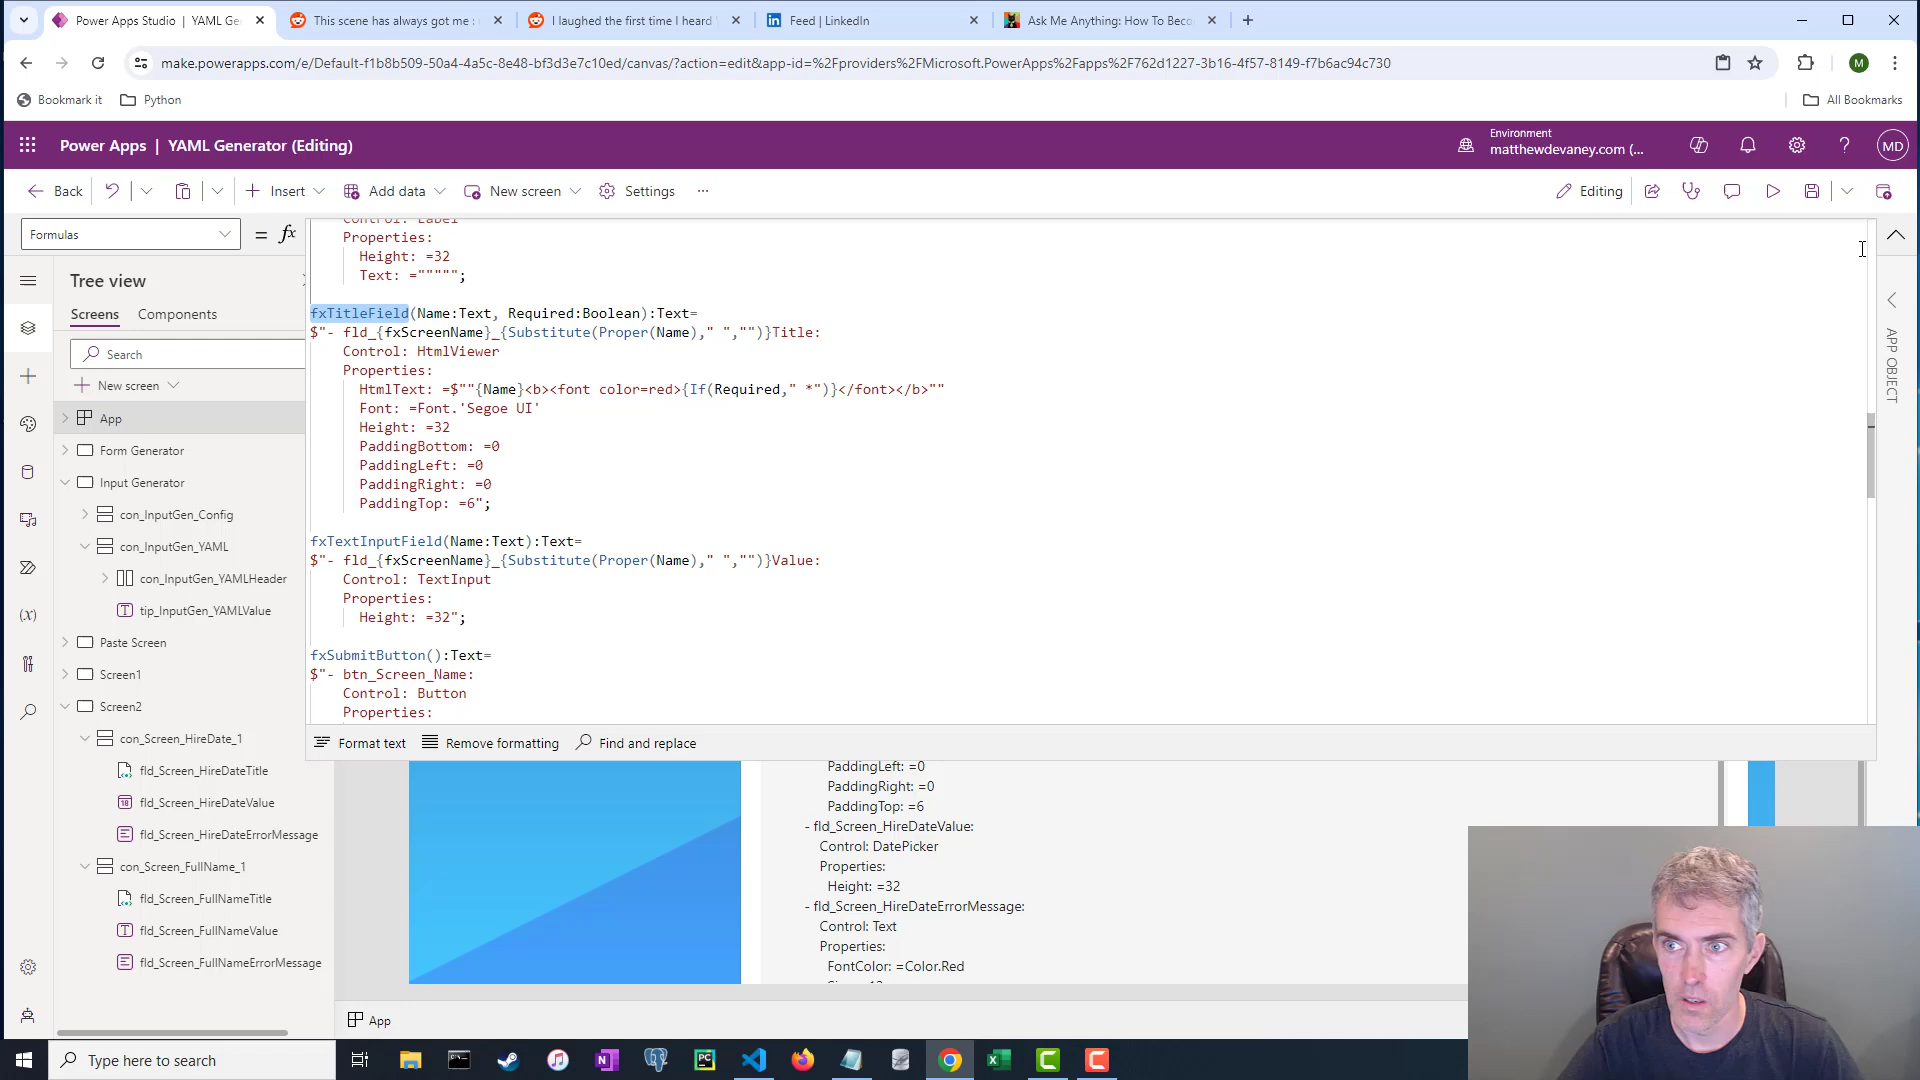 Power Apps Studio | YAML Ge
This scene has always got me :
I laughed the first time I heard
Feed | LinkedIn
Ask Me Anything: How To Beco
make.powerapps.com/e/Default-f1b8b509-50a4-4a5c-8e48-bf3d3e7c10ed/canvas/?action=edit&app-id=%2Fproviders%2FMicrosoft.PowerApps%2Fapps%2F762d1227-3b16-4f57-8149-f7b6ac94c730
M
Bookmark it
Python
All Bookmarks
Power Apps | YAML Generator (Editing)
Environment
matthewdevaney.com (...
MD
Back
Insert
Add data
New screen
Settings
...
Editing
Formulas
= fx
Control: Label
Properties:
Height: =32
Text: =""""";
fxTitleField(Name:Text, Required:Boolean):Text=
$"- fld_{fxScreenName}_{Substitute(Proper(Name)," ","")}Title:
Control: HtmlViewer
Properties:
HtmlText: =$""{Name}<b><font color=red>{If(Required," *")}</font></b>""
Font: =Font.'Segoe UI'
Height: =32
PaddingBottom: =0
PaddingLeft: =0
PaddingRight: =0
PaddingTop: =6";
fxTextInputField(Name:Text):Text=
$"- fld_{fxScreenName}_{Substitute(Proper(Name)," ","")}Value:
Control: TextInput
Properties:
Height: =32";
fxSubmitButton():Text=
$"- btn_Screen_Name:
Control: Button
Properties:
Format text
Remove formatting
Find and replace
APP OBJECT
Tree view
Screens
Components
Search
New screen
App
Form Generator
Input Generator
con_InputGen_Config
con_InputGen_YAML
con_InputGen_YAMLHeader
tip_InputGen_YAMLValue
Paste Screen
Screen1
Screen2
con_Screen_HireDate_1
fld_Screen_HireDateTitle
fld_Screen_HireDateValue
fld_Screen_HireDateErrorMessage
con_Screen_FullName_1
fld_Screen_FullNameTitle
fld_Screen_FullNameValue
fld_Screen_FullNameErrorMessage
PaddingLeft: =0
PaddingRight: =0
PaddingTop: =6
- fld_Screen_HireDateValue:
Control: DatePicker
Properties:
Height: =32
- fld_Screen_HireDateErrorMessage:
Control: Text
Properties:
FontColor: =Color.Red
App
Type here to search